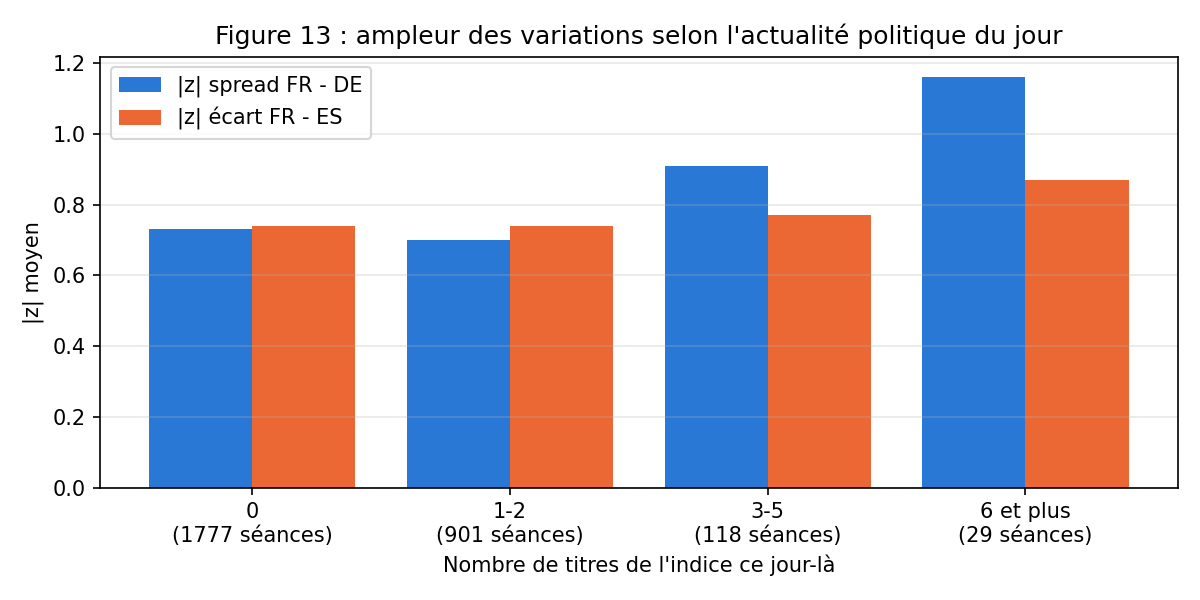 Figure 13 : ampleur des variations selon l'actualité politique du jour
|z| spread FR - DE
|z| écart FR - ES
|z| moyen
1.2
1.0
0.8
0.6
0.4
0.2
0.0
0
(1777 séances)
1-2
(901 séances)
3-5
(118 séances)
6 et plus
(29 séances)
Nombre de titres de l'indice ce jour-là